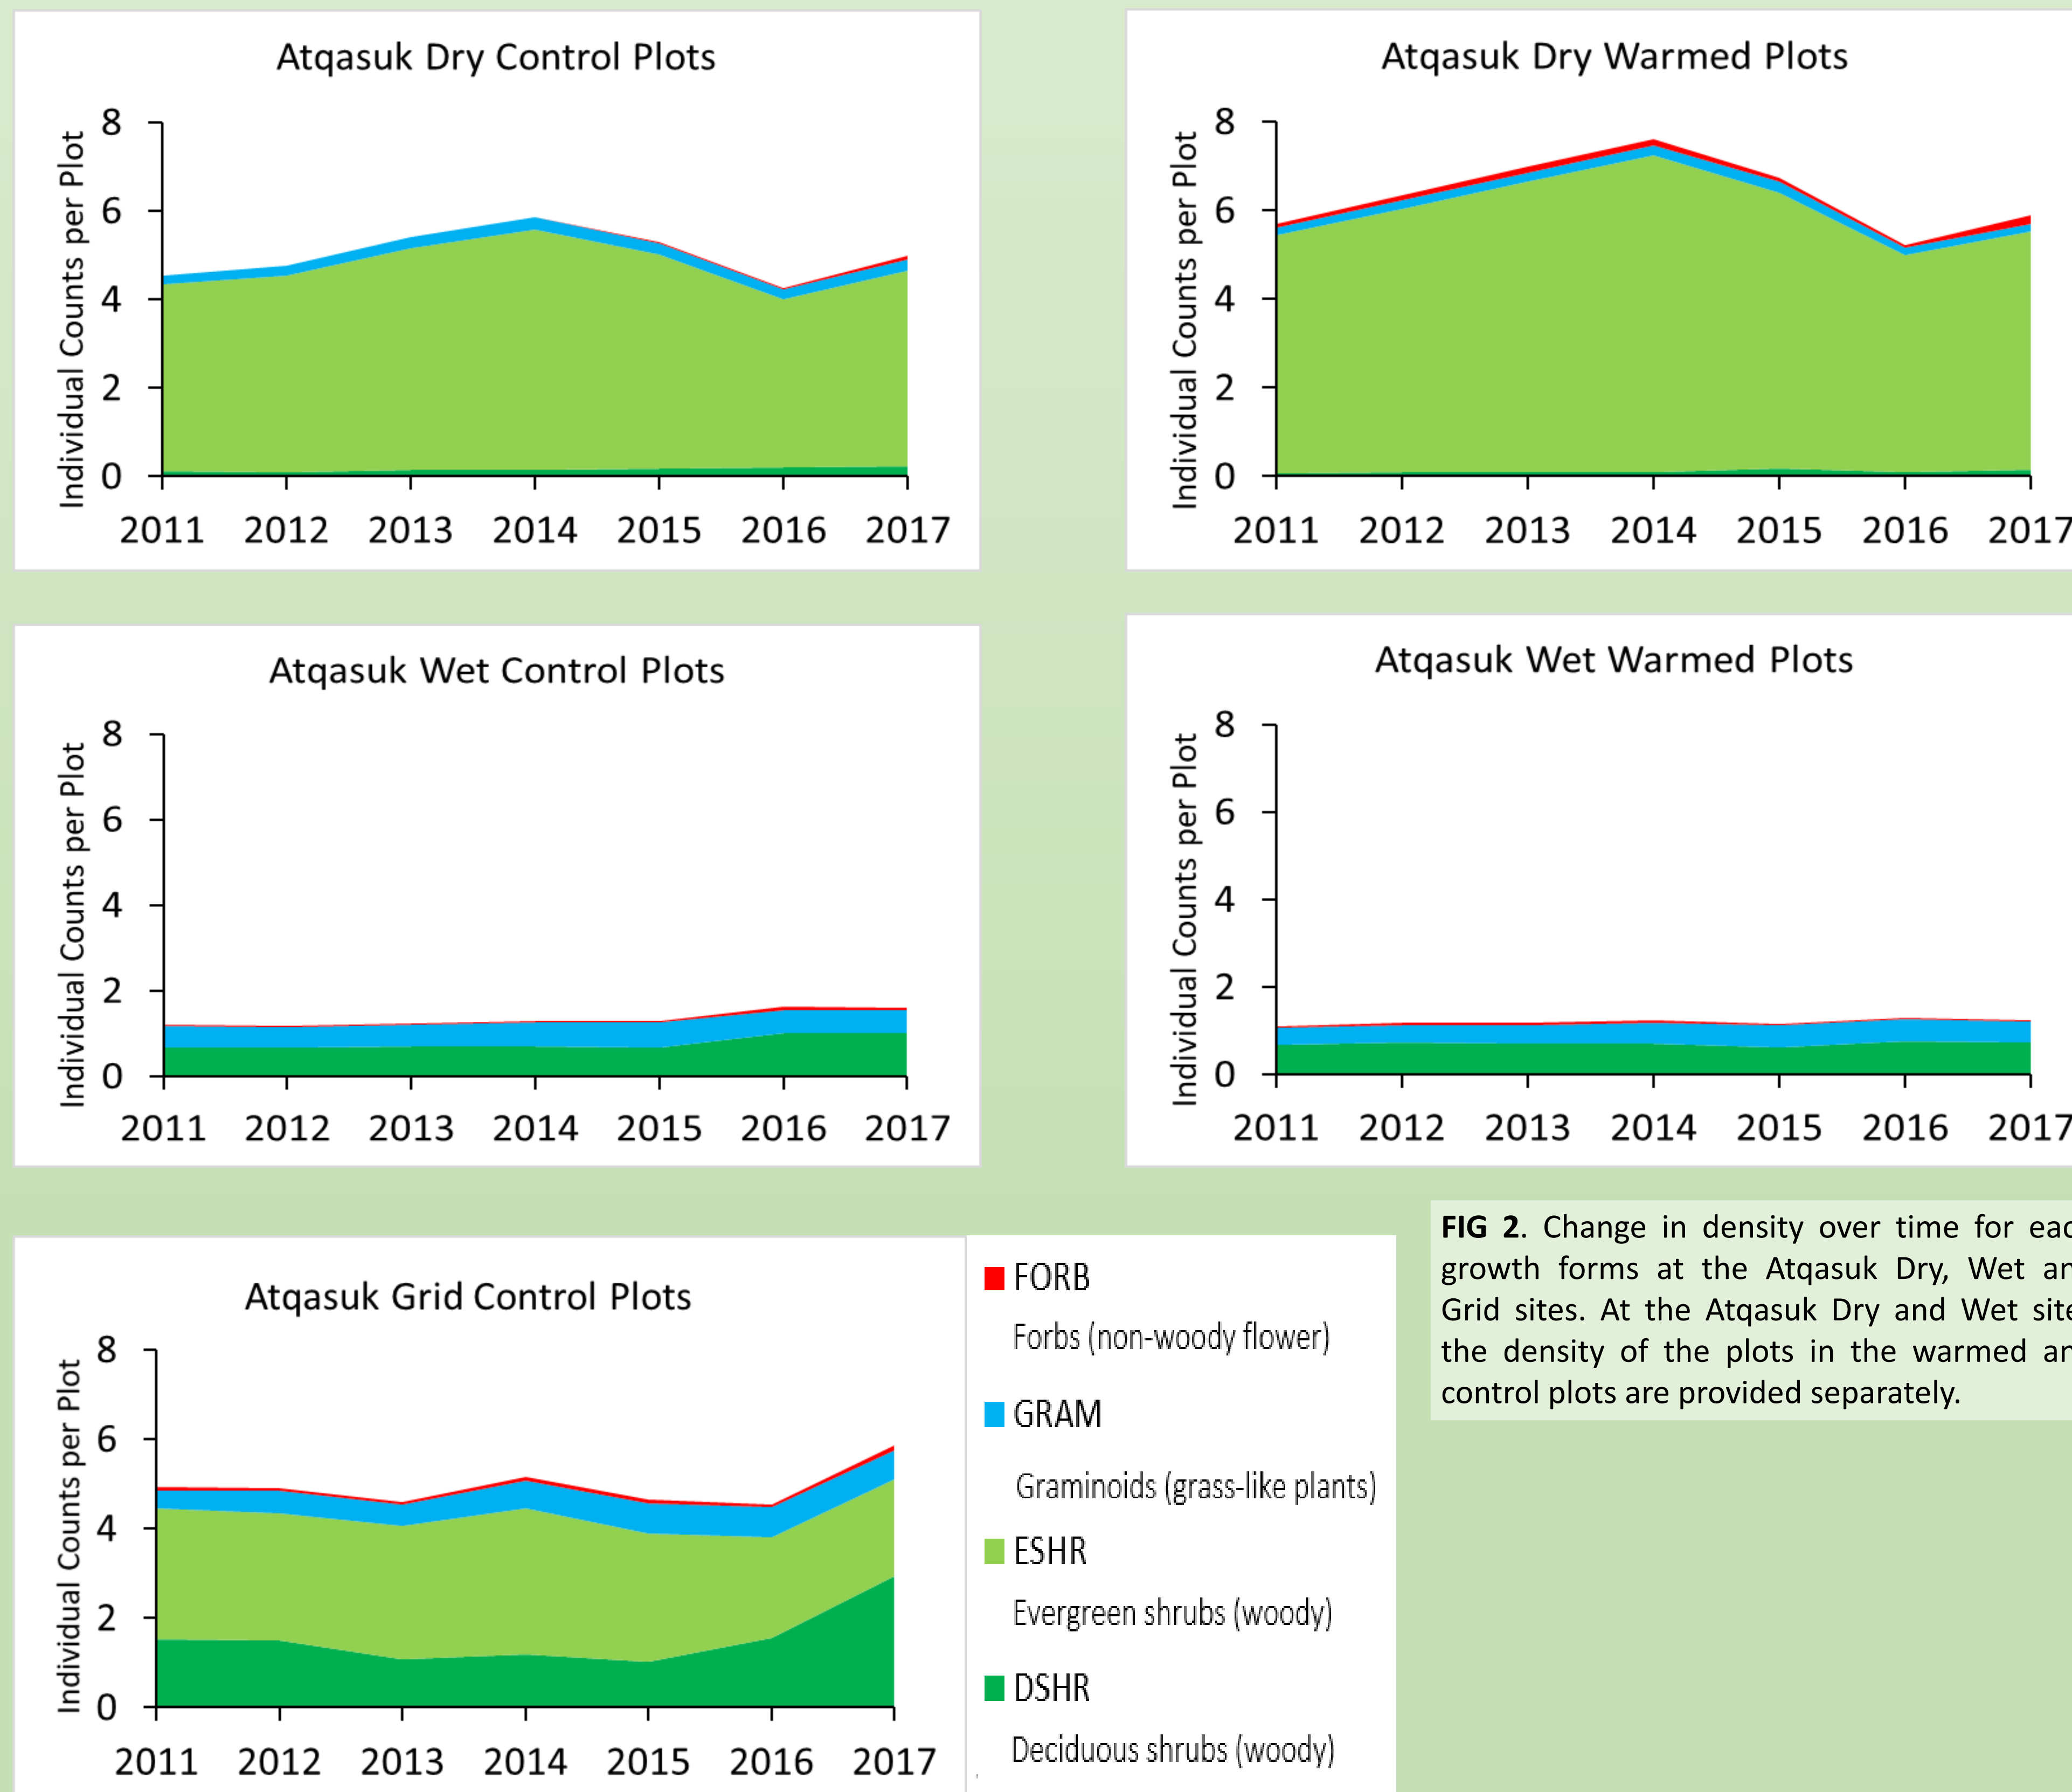 Atqasuk Dry Control Plots
Individual Counts per Plot
8
6
4
2
0
2011 2012 2013 2014 2015 2016 2017
Atqasuk Dry Warmed Plots
Individual Counts per Plot
8
6
4
2
0
2011 2012 2013 2014 2015 2016 2017
Atqasuk Wet Control Plots
Individual Counts per Plot
8
6
4
2
0
2011 2012 2013 2014 2015 2016 2017
Atqasuk Wet Warmed Plots
Individual Counts per Plot
8
6
4
2
0
2011 2012 2013 2014 2015 2016 2017
Atqasuk Grid Control Plots
Individual Counts per Plot
8
6
4
2
0
2011 2012 2013 2014 2015 2016 2017
FORB
Forbs (non-woody flower)
GRAM
Graminoids (grass-like plants)
ESHR
Evergreen shrubs (woody)
DSHR
Deciduous shrubs (woody)
FIG 2. Change in density over time for
growth forms at the Atqasuk Dry, Wet
Grid sites. At the Atqasuk Dry and Wet
the density of the plots in the warmed
control plots are provided separately.